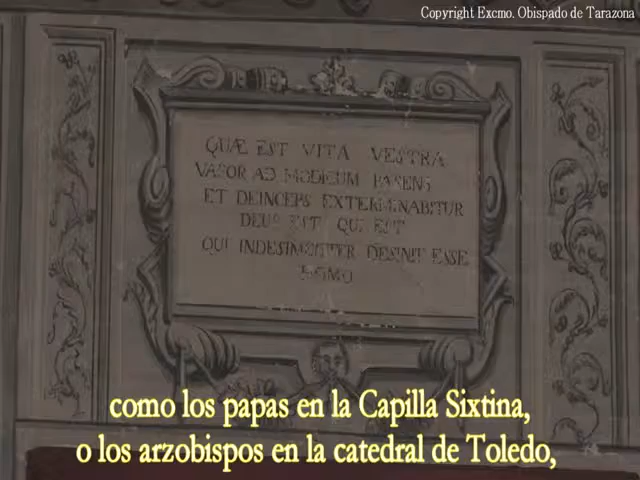 Copyright Excmo. Obispado de Tarazona
QUÆ EST VITA VESTRA
VAPOR AD MODICUM PARENS
ET DEINCEPS EXTERMINABITUR
DEUS EST QUI EST
QUI INDESINENTER DESINIT ESSE
HOMO
como los papas en la Capilla Sixtina,
o los arzobispos en la catedral de Toledo,